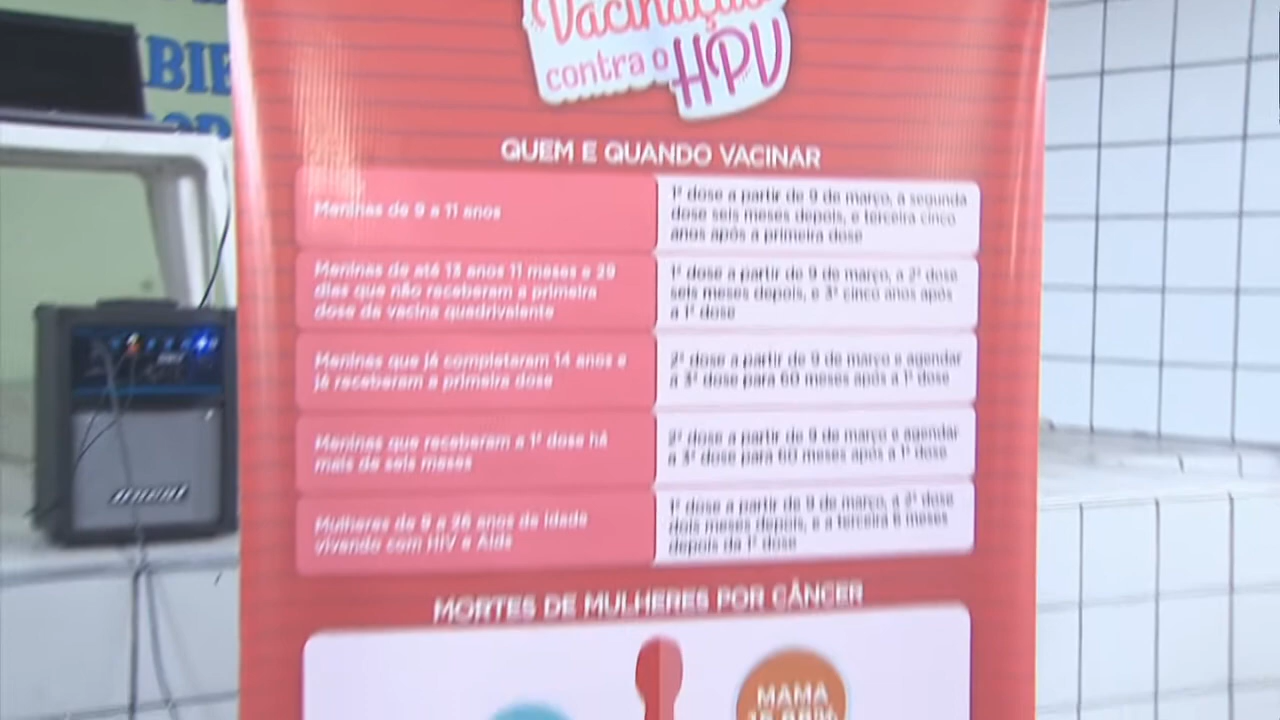 Vacinação
contra o HPV
BIE
QUEM E QUANDO VACINAR
Meninas de 9 a 11 anos
1ª dose a partir de 9 de março, a segunda
dose seis meses depois, e terceira cinco
anos após a primeira dose
Meninas de até 13 anos 11 meses e 29
dias que não receberam a primeira
dose da vacina quadrivalente
1ª dose a partir de 9 de março, a 2ª dose
seis meses depois, e 3ª cinco anos após
a 1ª dose
Meninas que já completaram 14 anos e
já receberam a primeira dose
2ª dose a partir de 9 de março e agendar
a 3ª dose para 60 meses após a 1ª dose
Meninas que receberam a 1ª dose há
mais de seis meses
2ª dose a partir de 9 de março e agendar
a 3ª dose para 60 meses após a 1ª dose
Mulheres de 9 a 26 anos de idade
vivendo com HIV e Aids
1ª dose a partir de 9 de março, a 2ª dose
dois meses depois, e a terceira 6 meses
depois da 1ª dose
MORTES DE MULHERES POR CÂNCER
MAMA